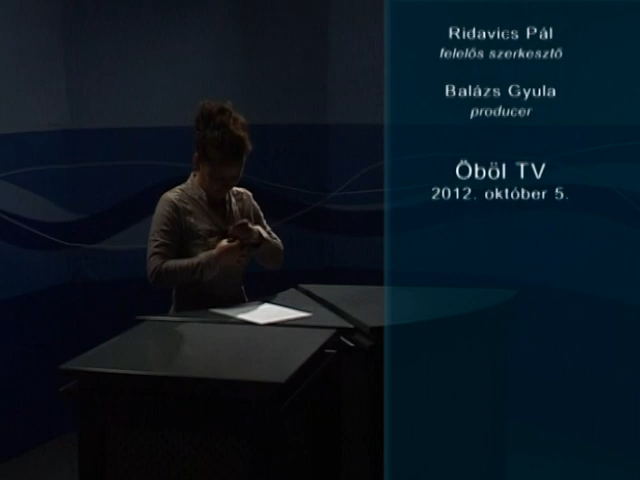 Ridavics Pál
felelős szerkesztő
Balázs Gyula
producer
Öböl TV
2012. október 5.